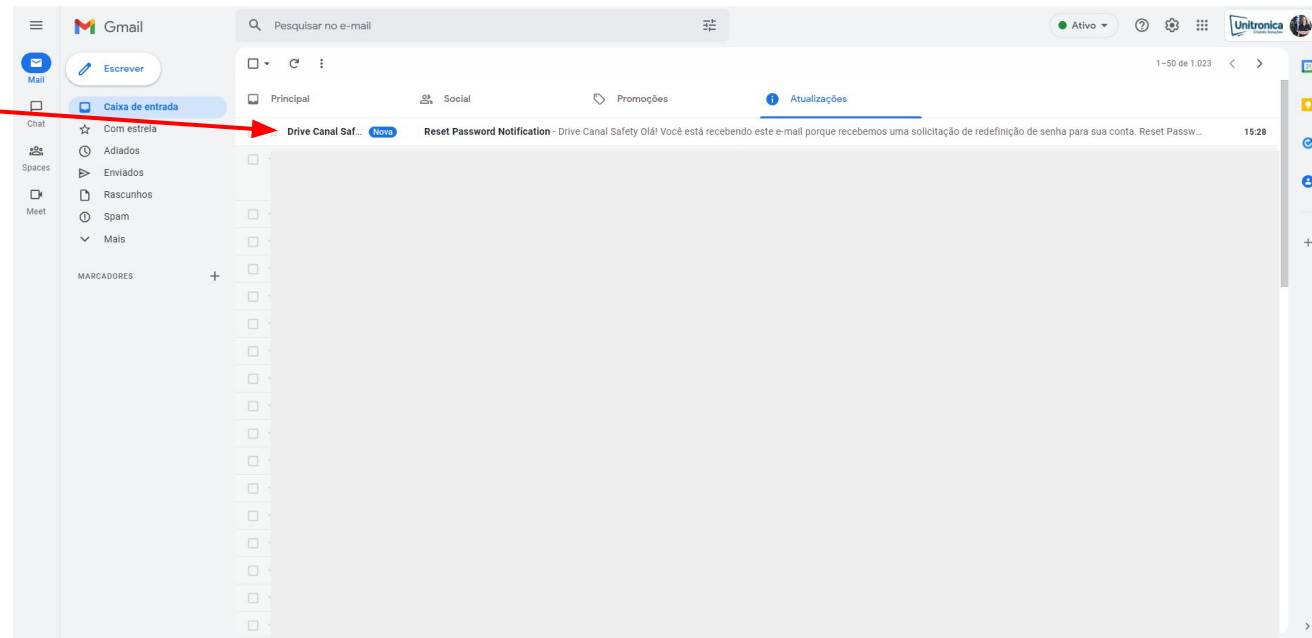 Gmail
Pesquisar no e-mail
Ativo
Unitronica
Mail
Escrever
1–50 de 1.023
Chat
Caixa de entrada
Principal
Social
Promoções
Atualizações
Com estrela
Drive Canal Saf... Nova Reset Password Notification - Drive Canal Safety Olá! Você está recebendo este e-mail porque recebemos uma solicitação de redefinição de senha para sua conta. Reset Passw... 15:28
Spaces
Adiados
Enviados
Meet
Rascunhos
Spam
Mais
MARCADORES